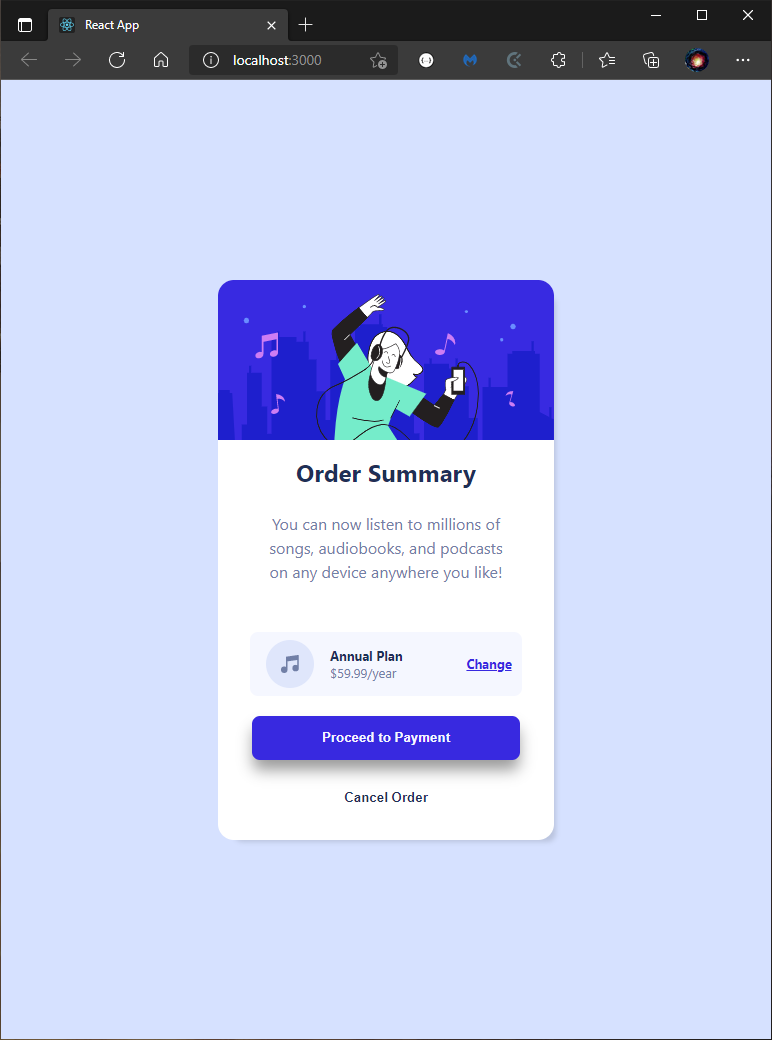 React App
localhost:3000
Order Summary
You can now listen to millions of
songs, audiobooks, and podcasts
on any device anywhere you like!
Annual Plan
$59.99/year
Change
Proceed to Payment
Cancel Order